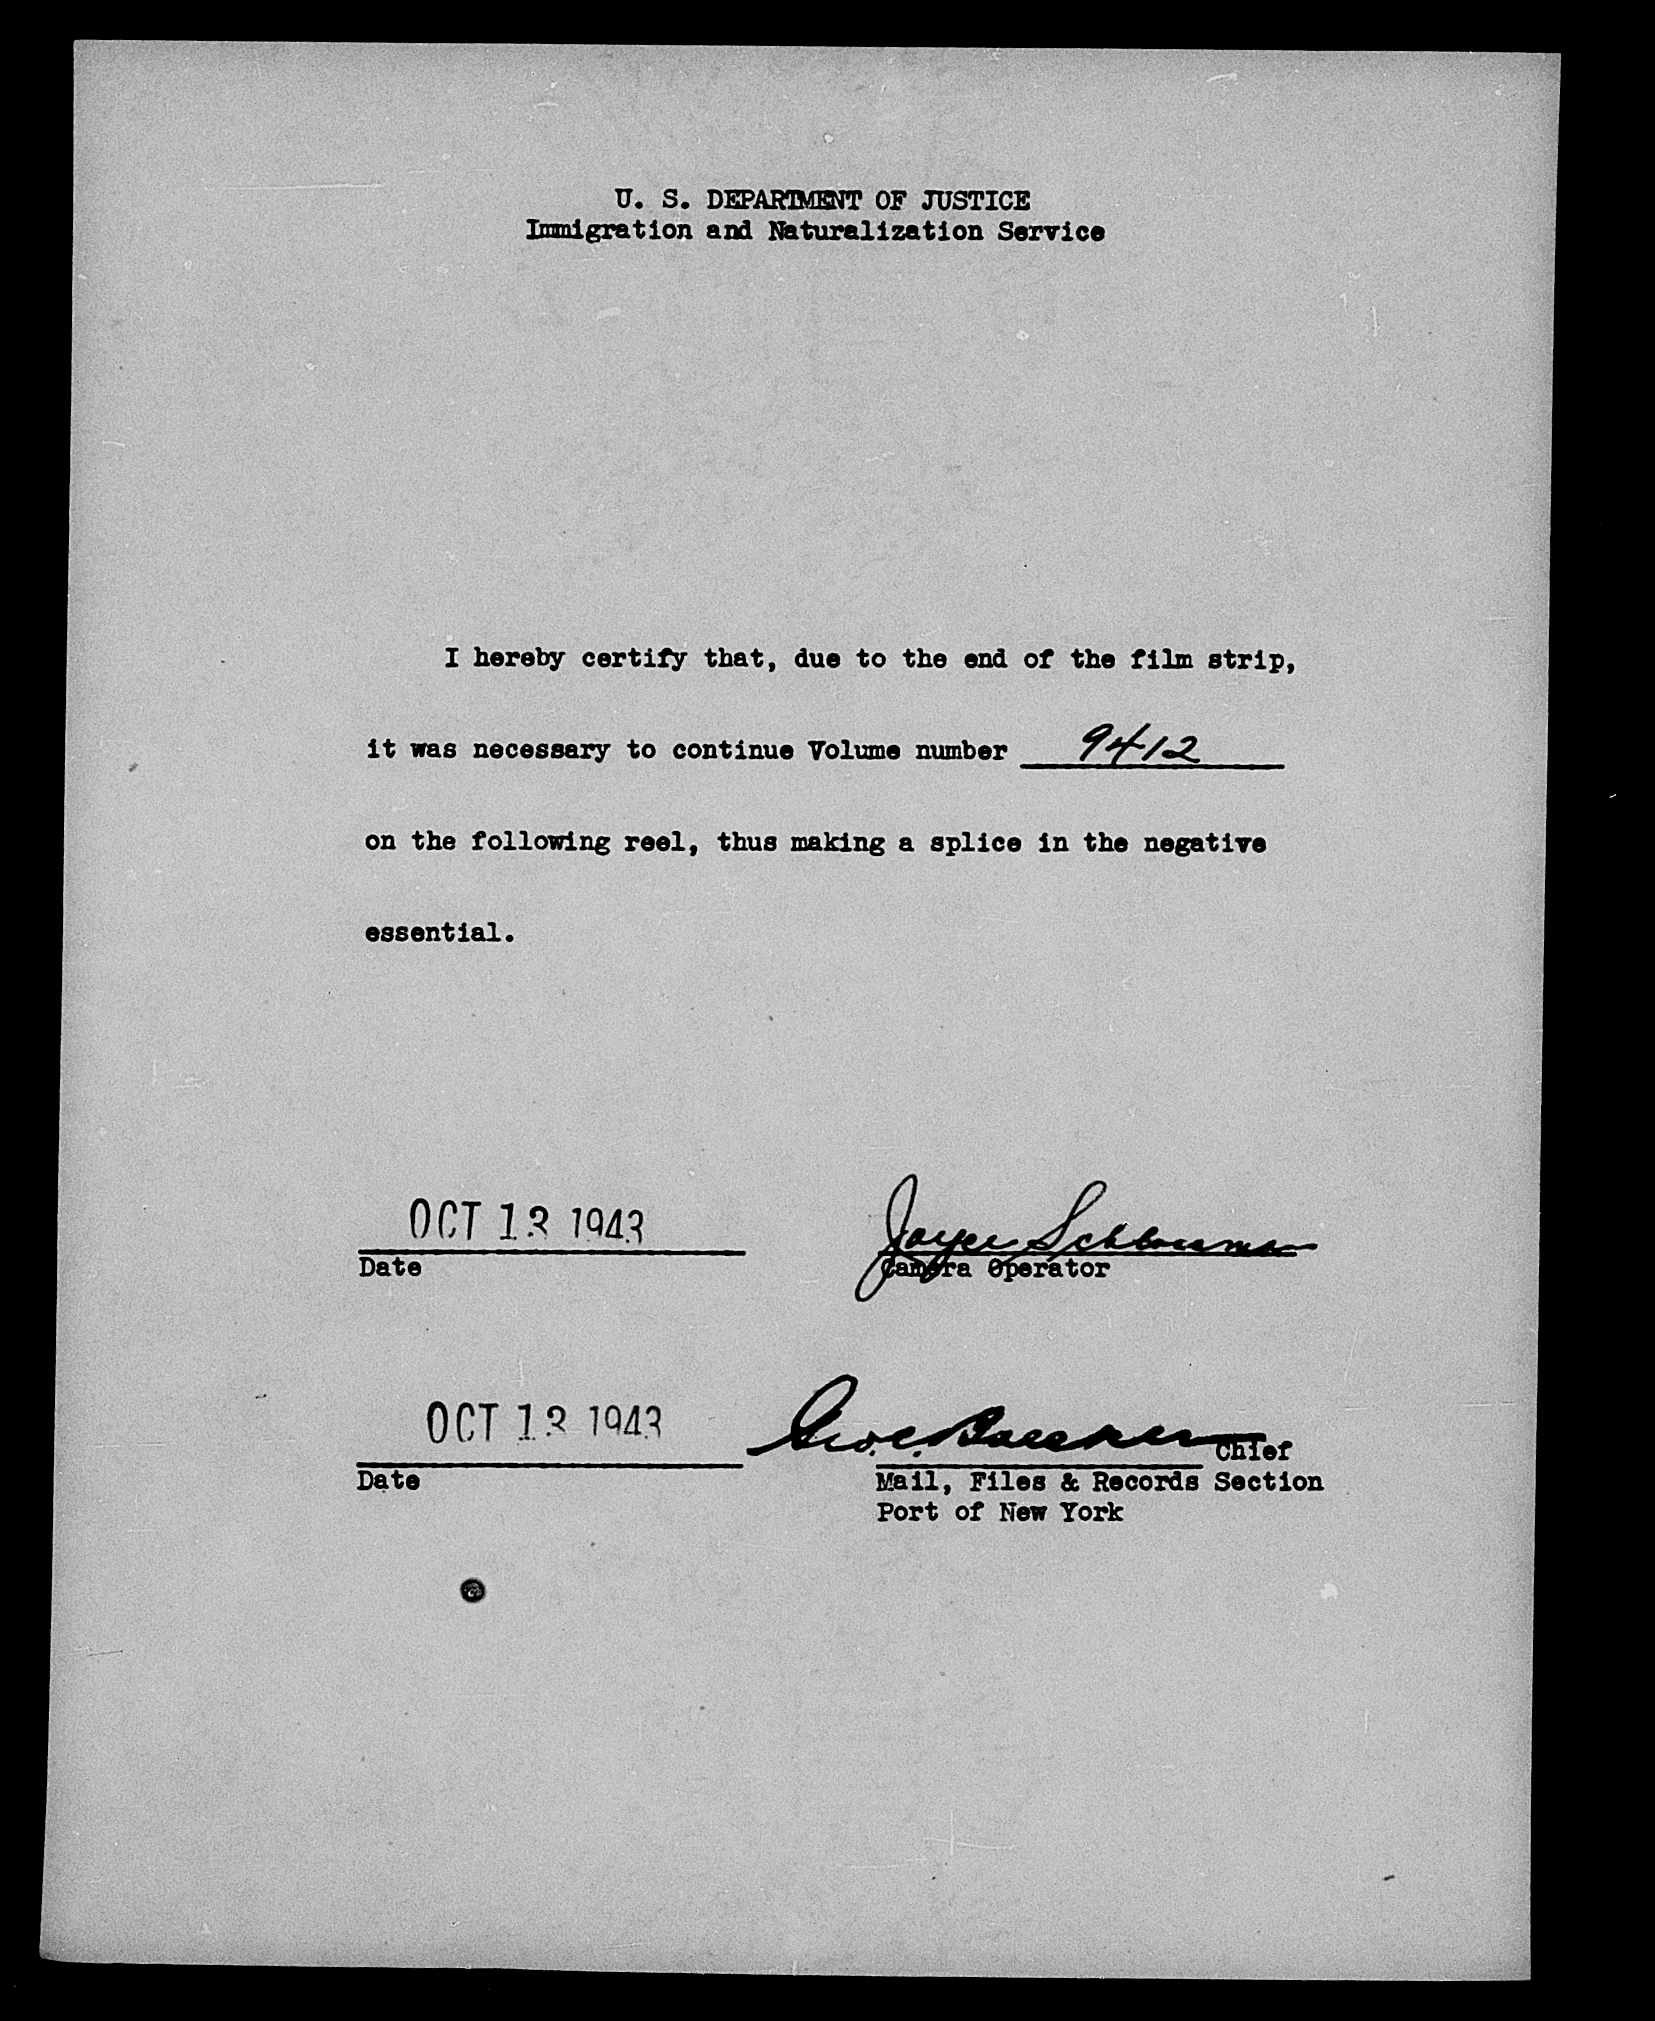 U. S. DEPARTMENT OF JUSTICE
Immigration and Naturalization Service
I hereby certify that, due to the end of the film strip,
it was necessary to continue Volume number 9412
on the following reel, thus making a splice in the negative
essential.
OCT 13 1943
Joyce
Date
Camera Operator
OCT 13 1943
Chief
Date
Mail, Files & Records Section
Port of New York